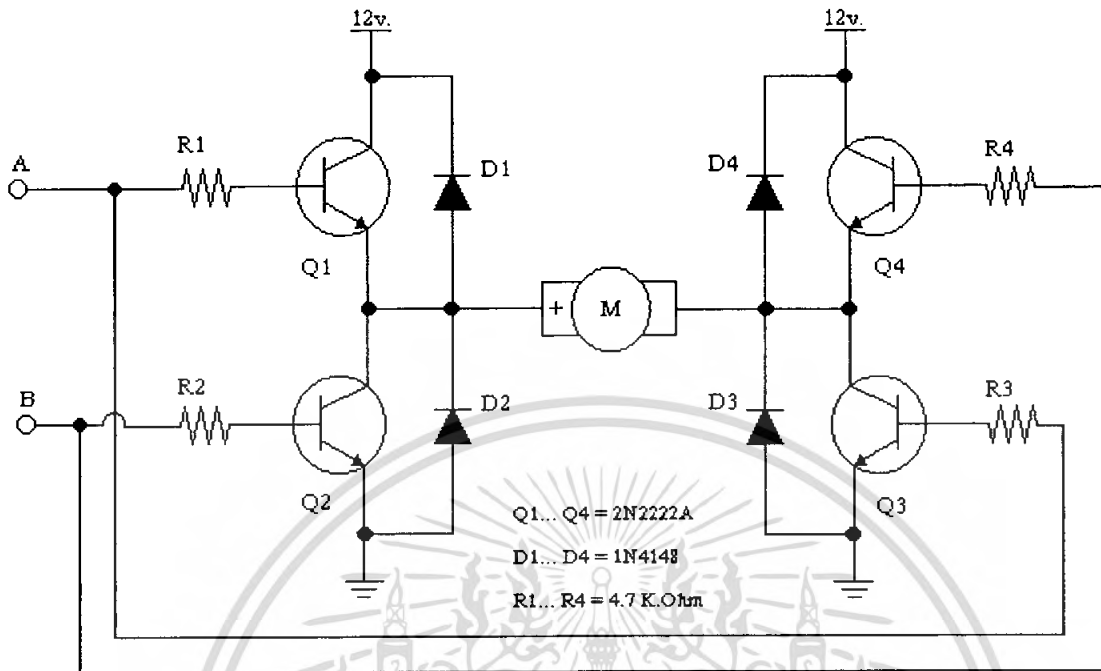 12v.
12v.
A
R1
D1
D4
R4
Q1
Q4
+
M
B
R2
D2
D3
R3
Q2
Q3
Q1... Q4 = 2N2222A
D1... D4 = 1N4148
R1... R4 = 4.7 K.Ohm